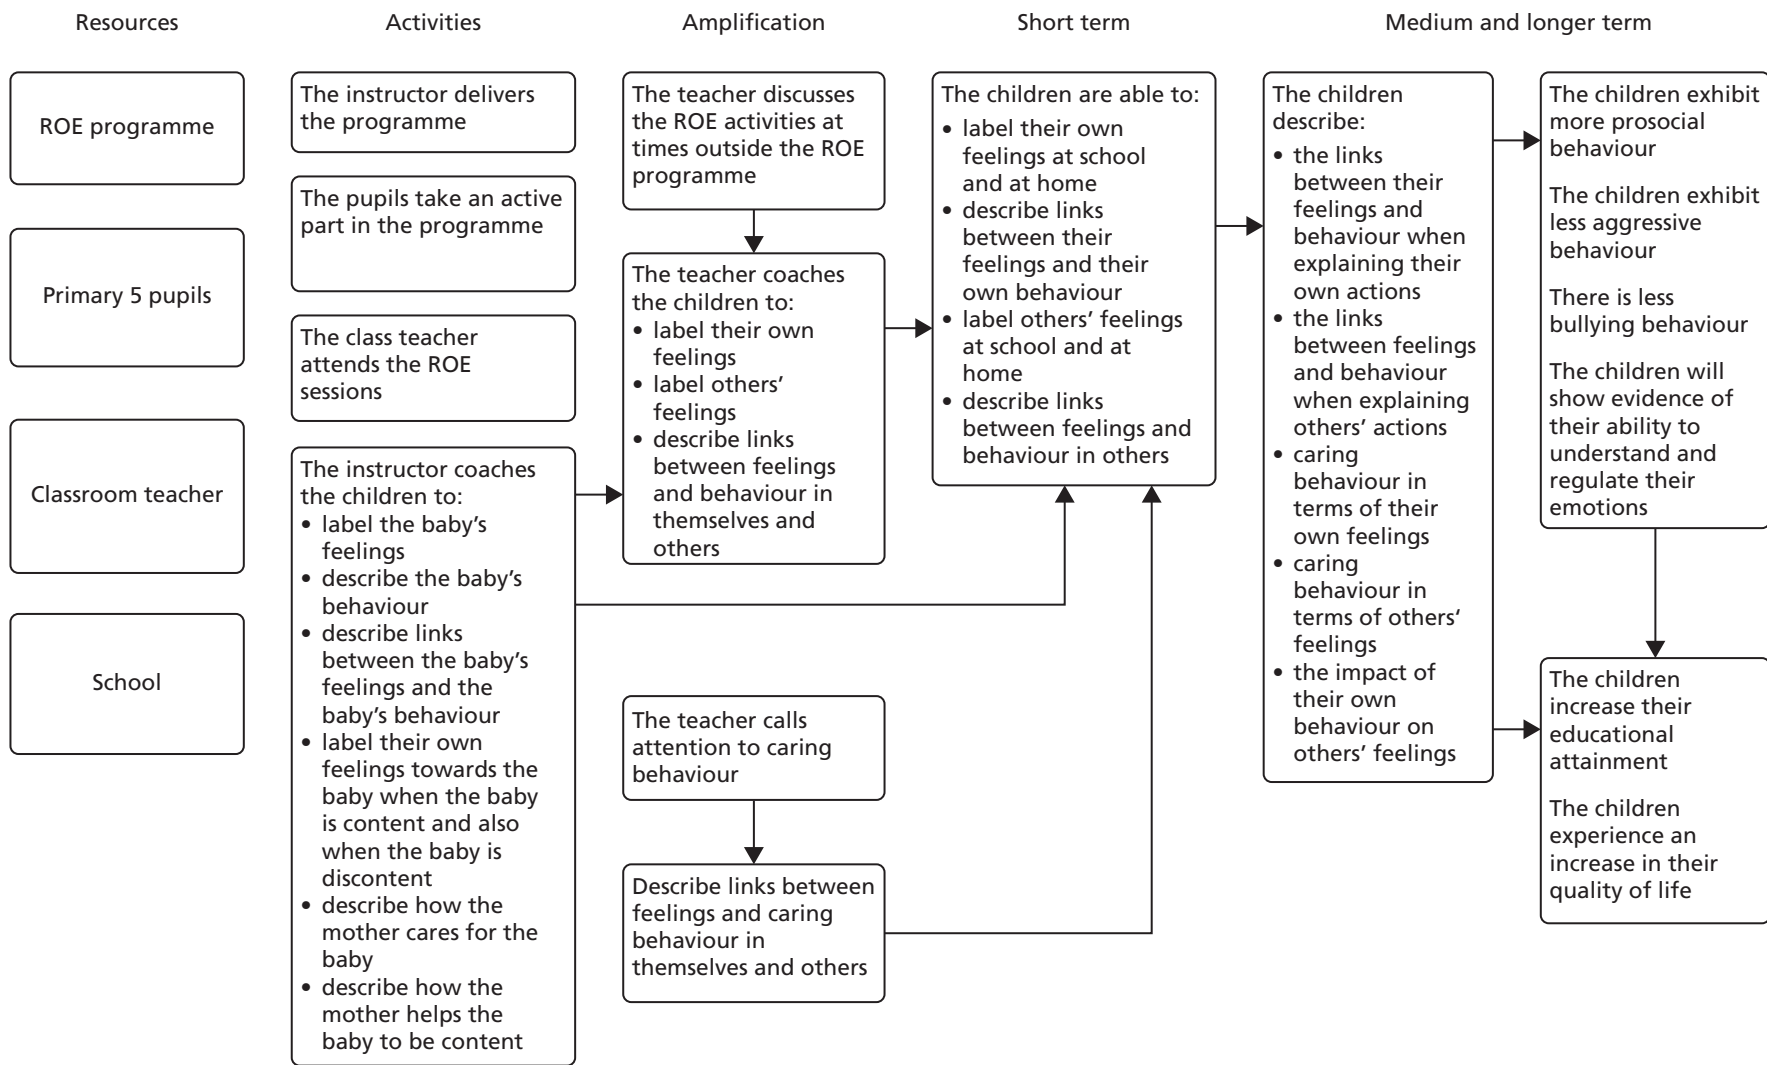 Resources
Activities
Amplification
Short term
Medium and longer term
ROE programme
Primary 5 pupils
Classroom teacher
School
The instructor delivers
the programme
The pupils take an active
part in the programme
The class teacher
attends the ROE
sessions
The instructor coaches
the children to:
• label the baby's
feelings
• describe the baby's
behaviour
• describe links
between the baby's
feelings and the
baby's behaviour
• label their own
feelings towards the
baby when the baby
is content and also
when the baby is
discontent
• describe how the
mother cares for the
baby
• describe how the
mother helps the
baby to be content
The teacher discusses
the ROE activities at
times outside the ROE
programme
The teacher coaches
the children to:
• label their own
feelings
• label others'
feelings
• describe links
between feelings
and behaviour in
themselves and
others
The teacher calls
attention to caring
behaviour
Describe links between
feelings and caring
behaviour in
themselves and others
The children are able to:
• label their own
feelings at school
and at home
• describe links
between their
feelings and their
own behaviour
• label others' feelings
at school and at
home
• describe links
between feelings and
behaviour in others
The children
describe:
• the links
between their
feelings and
behaviour when
explaining their
own actions
• the links
between feelings
and behaviour
when explaining
others' actions
• caring
behaviour in
terms of their
own feelings
• caring
behaviour in
terms of others'
feelings
• the impact of
their own
behaviour on
others' feelings
The children exhibit
more prosocial
behaviour
The children exhibit
less aggressive
behaviour
There is less
bullying behaviour
The children will
show evidence of
their ability to
understand and
regulate their
emotions
The children
increase their
educational
attainment
The children
experience an
increase in their
quality of life